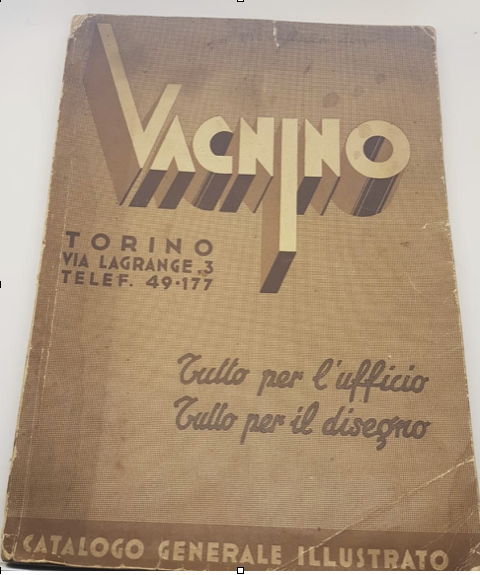 VACNINO
TORINO
VIA LAGRANGE, 3
TELEF. 49-177
Tutto per l'ufficio
Tutto per il disegno
CATALOGO GENERALE ILLUSTRATO